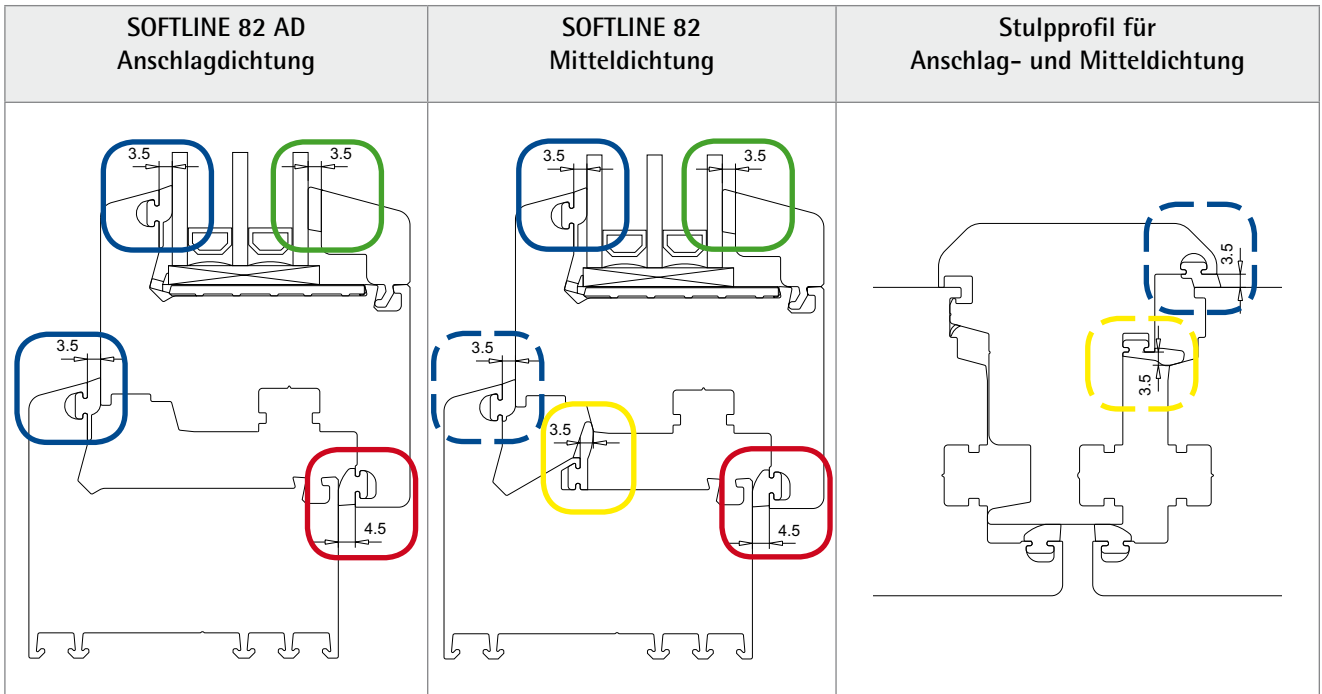 SOFTLINE 82 AD
Anschlagdichtung
SOFTLINE 82
Mitteldichtung
Stulpprofil für
Anschlag- und Mitteldichtung
3.5
3.5
3.5
4.5
3.5
3.5
3.5
3.5
4.5
3.5
3.5